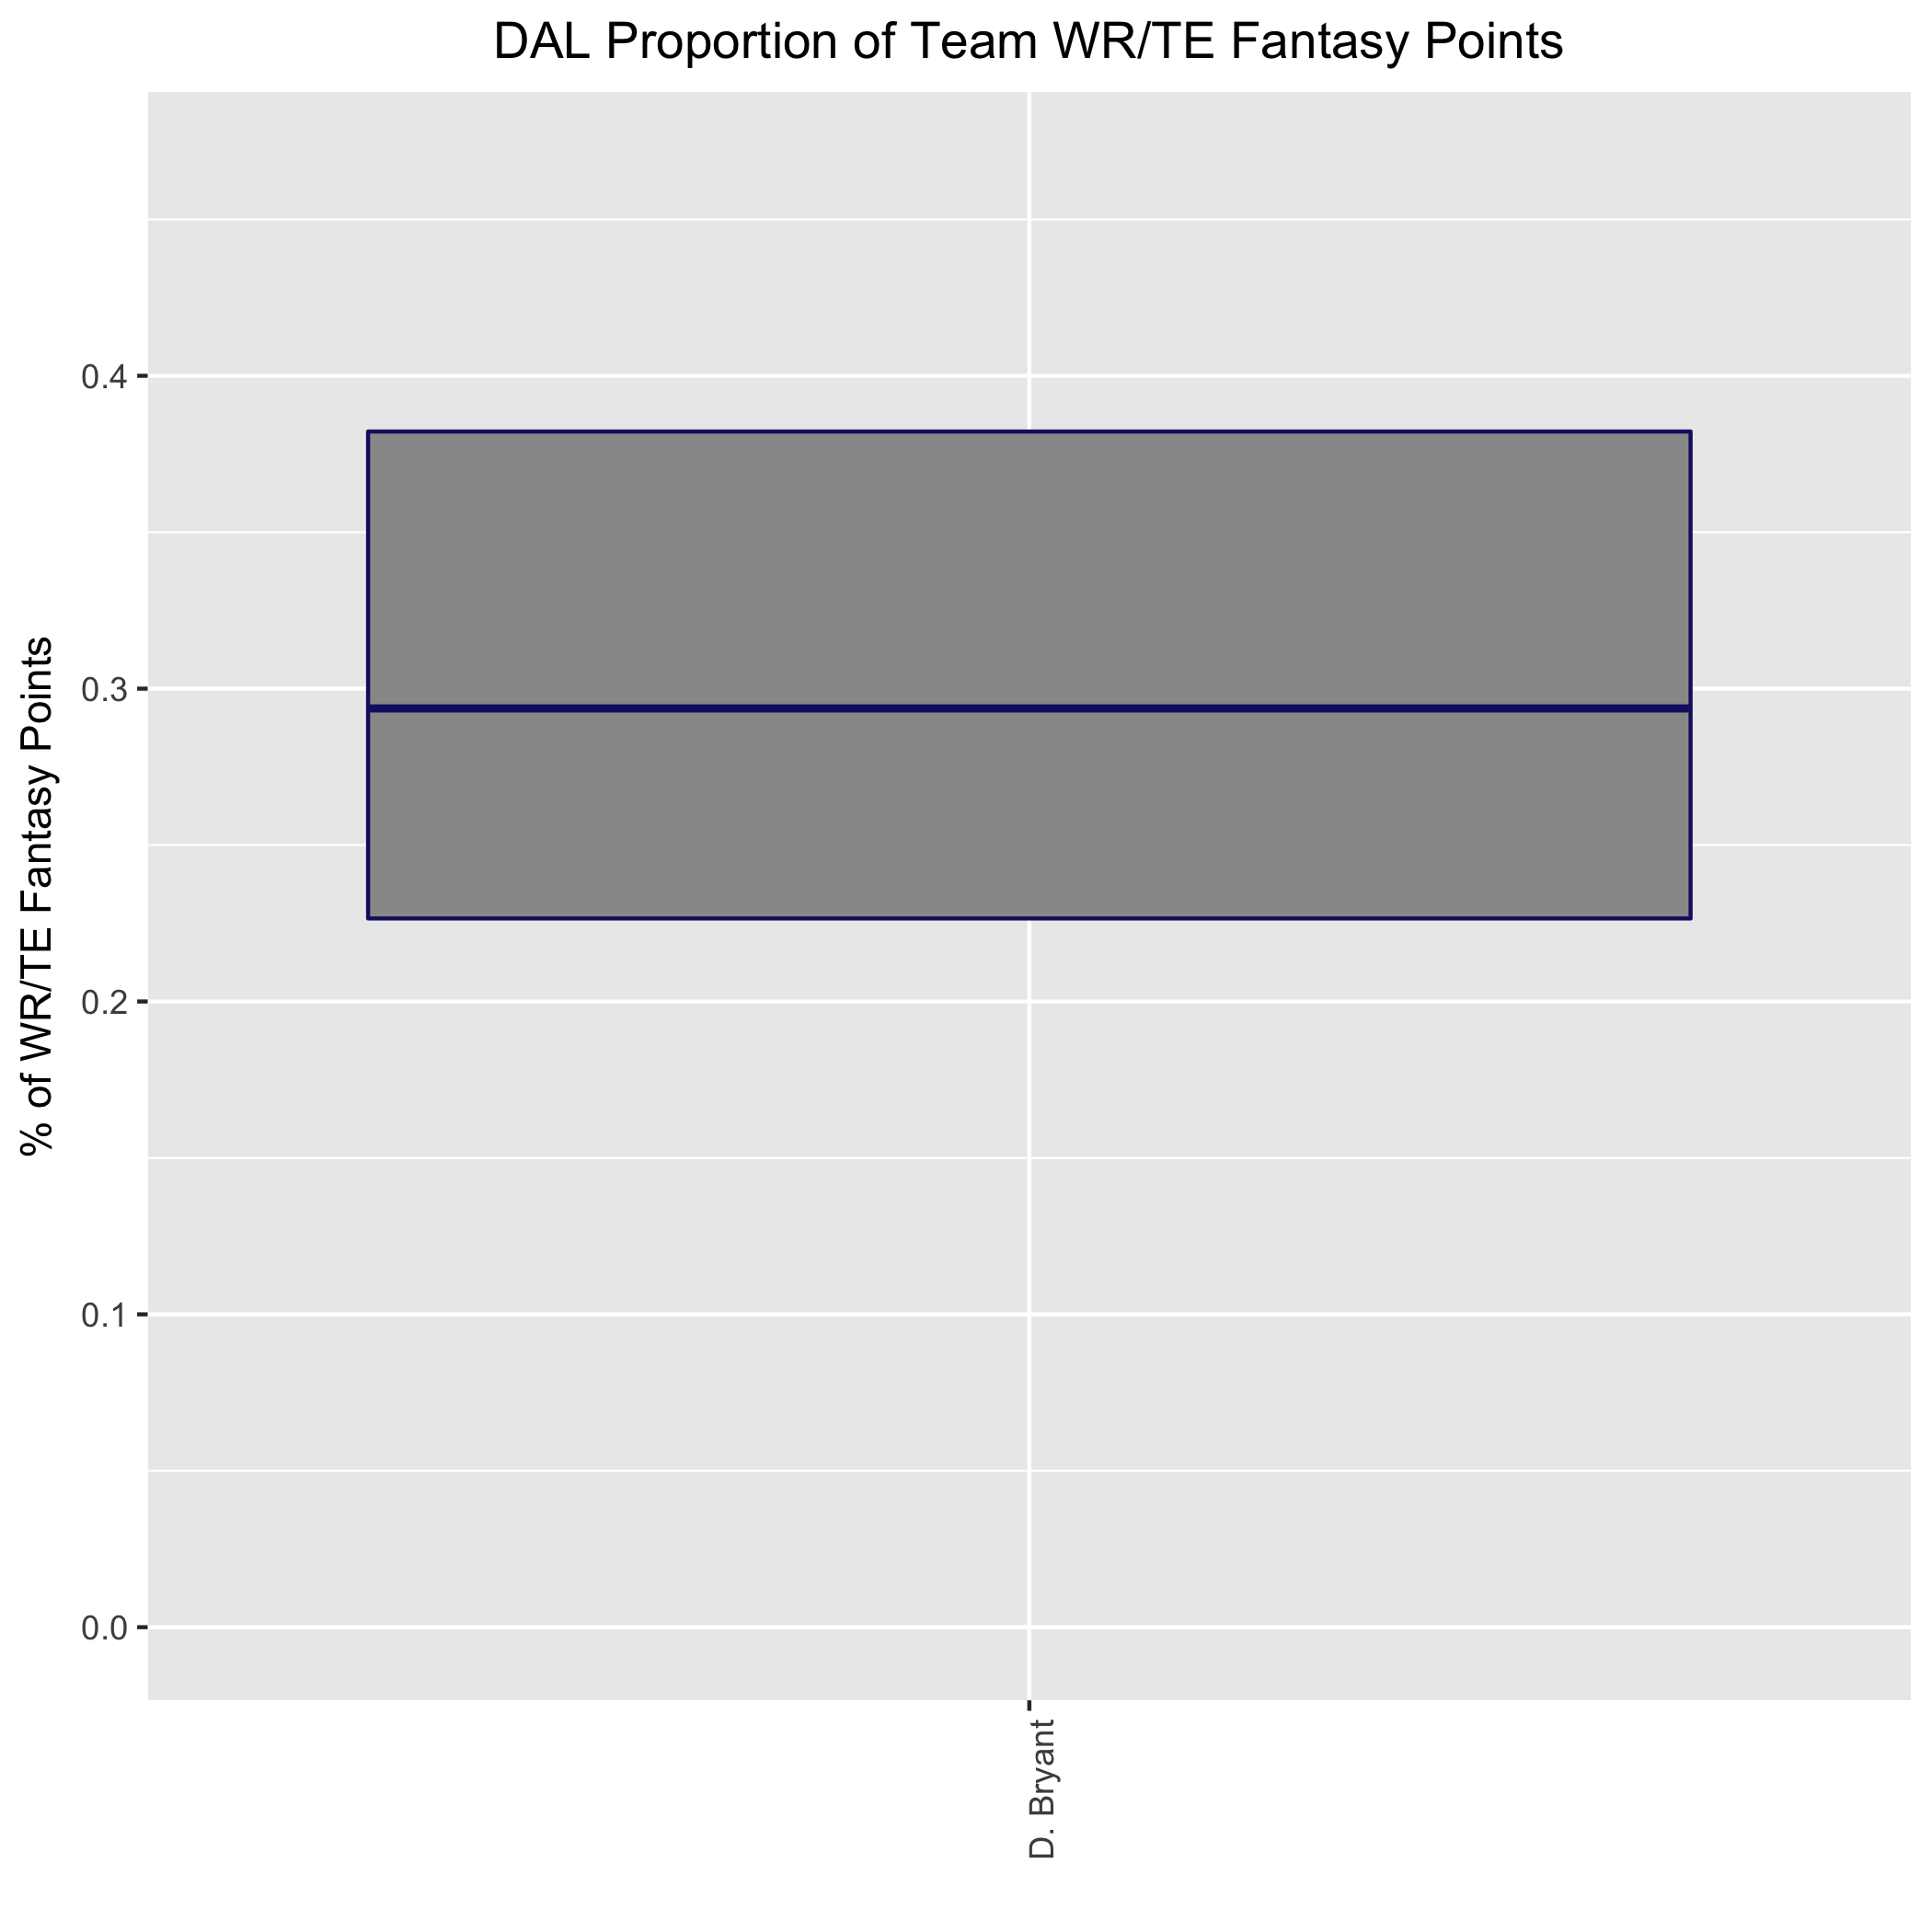 DAL Proportion of Team WR/TE Fantasy Points
% of WR/TE Fantasy Points
0.4
0.3
0.2
0.1
0.0
D. Bryant